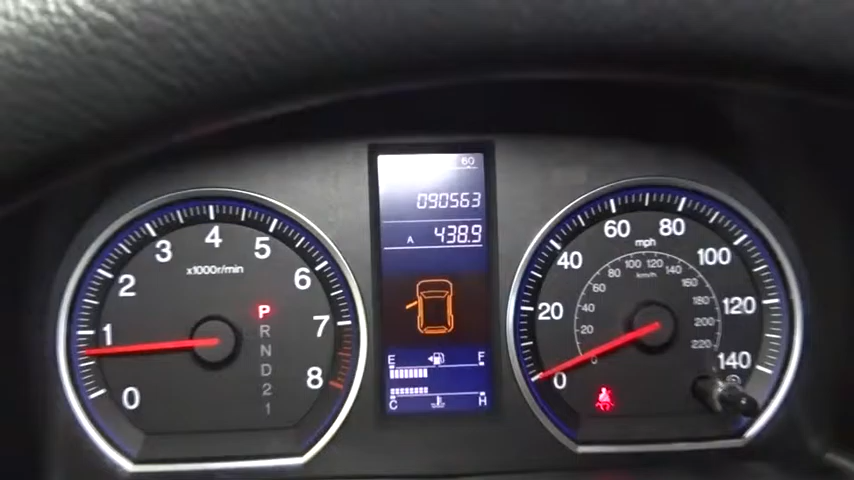 0 1 2 3 4 5 6 7 8
x1000r/min
P
R
N
D
2
1
60
090563
A 438.9
E F
C H
0 20 40 60 80 100 120 140
mph
0 20 40 60 80 100 120 140 160 180 200 220
km/h